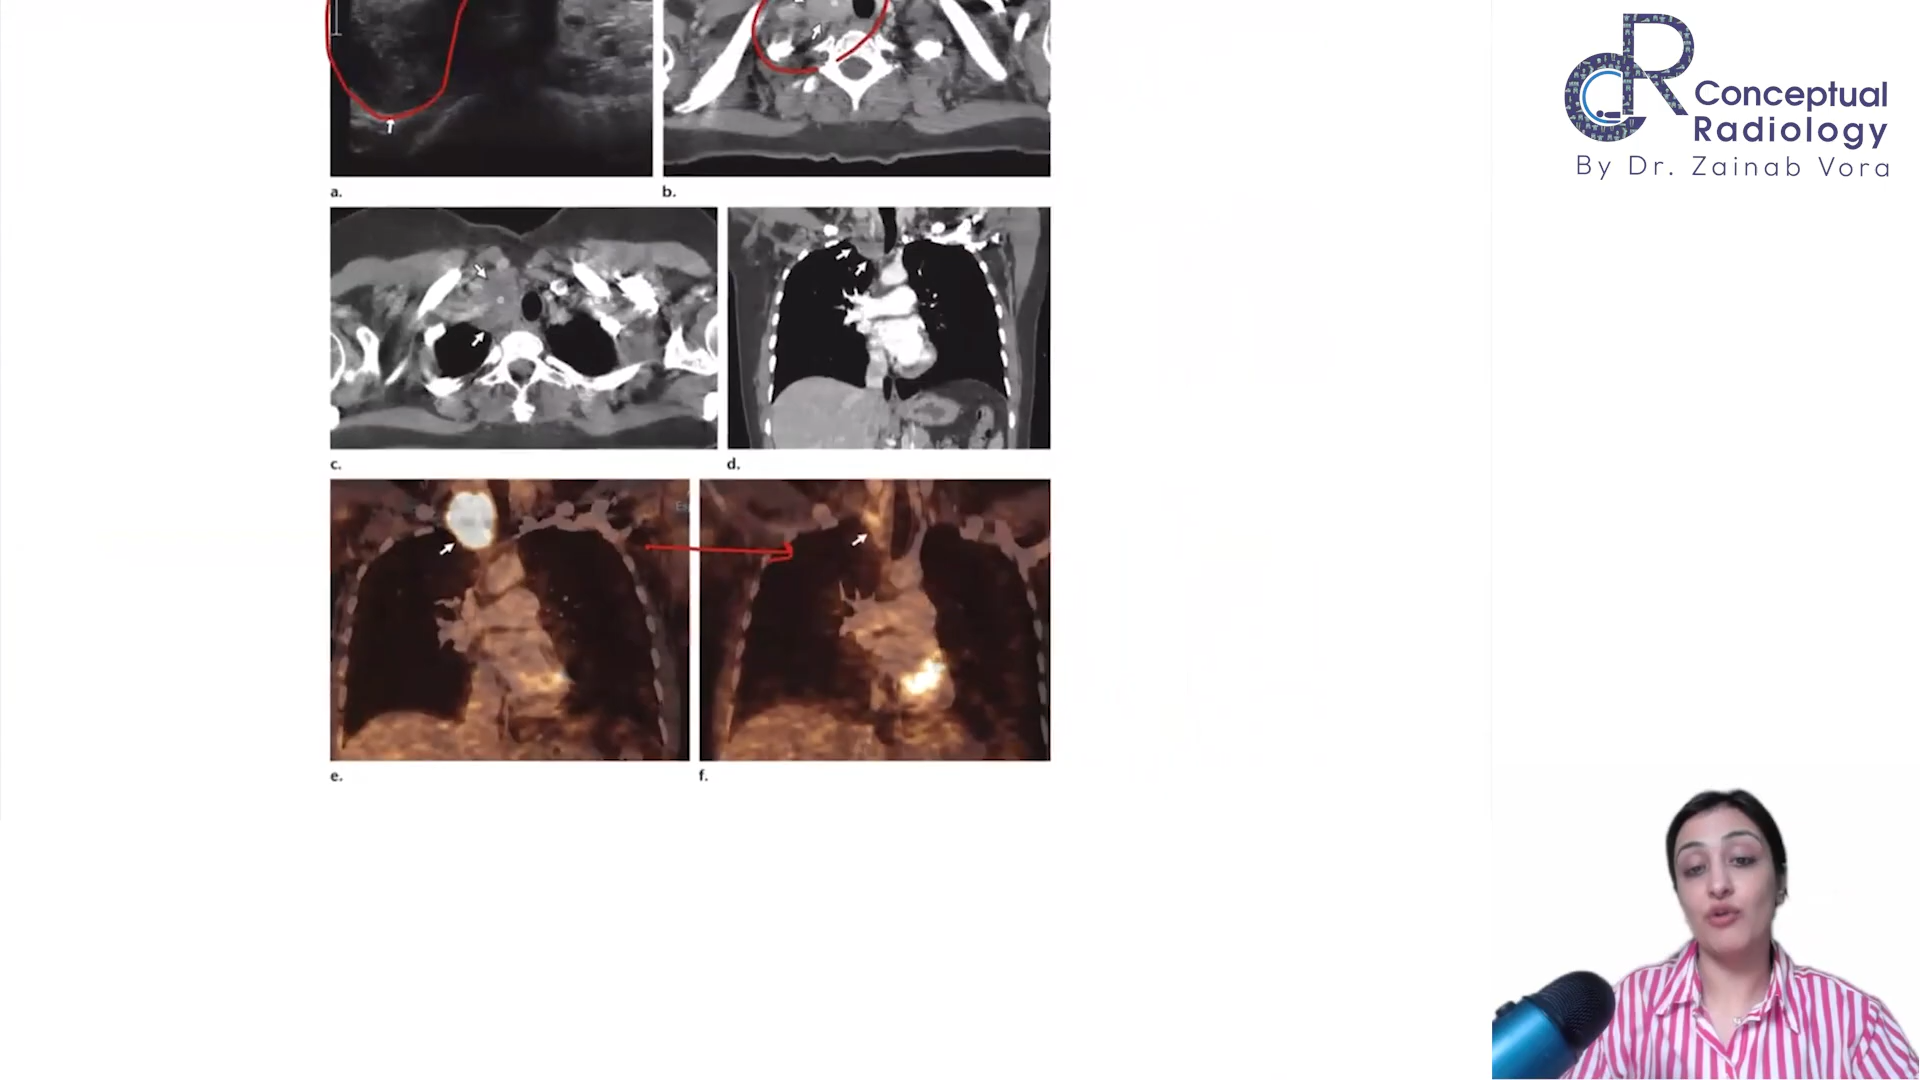 Conceptual
Radiology
By Dr. Zainab Vora
a.
b.
c.
d.
e.
f.